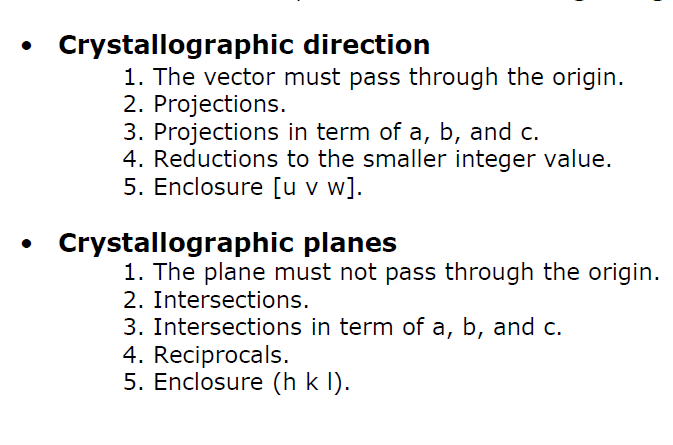 • Crystallographic direction
1. The vector must pass through the origin.
2. Projections.
3. Projections in term of a, b, and c.
4. Reductions to the smaller integer value.
5. Enclosure [u v w].
• Crystallographic planes
1. The plane must not pass through the origin.
2. Intersections.
3. Intersections in term of a, b, and c.
4. Reciprocals.
5. Enclosure (h k l).